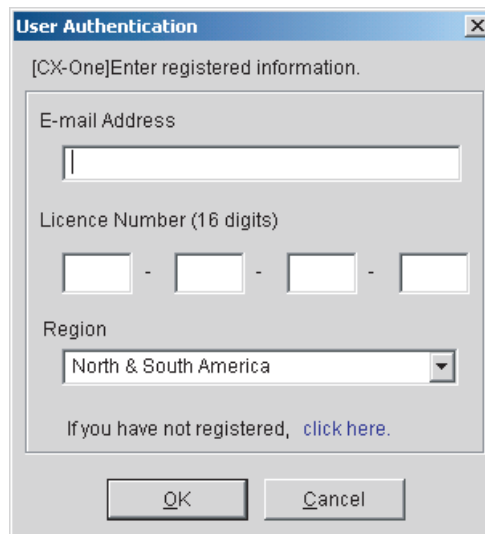 User Authentication
[CX-One]Enter registered information.
E-mail Address
Licence Number (16 digits)
- - -
Region
North & South America
If you have not registered, click here.
OK Cancel